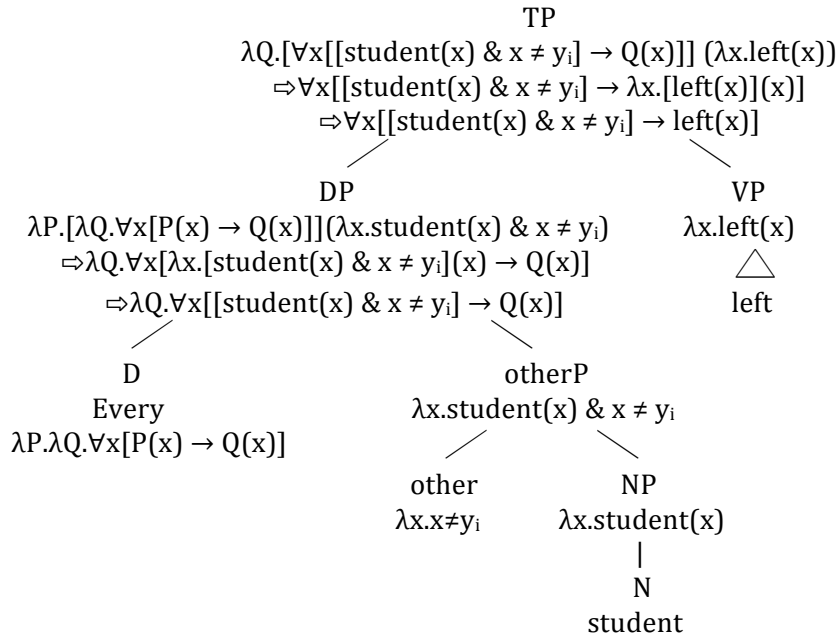 TP
λQ.[∀x[[student(x) & x ≠ yᵢ] → Q(x)]] (λx.left(x))
⇨∀x[[student(x) & x ≠ yᵢ] → λx.[left(x)](x)]
⇨∀x[[student(x) & x ≠ yᵢ] → left(x)]
DP VP
λP.[λQ.∀x[P(x) → Q(x)]](λx.student(x) & x ≠ yᵢ) λx.left(x)
⇨λQ.∀x[λx.[student(x) & x ≠ yᵢ](x) → Q(x)]
⇨λQ.∀x[[student(x) & x ≠ yᵢ] → Q(x)] left
D otherP
Every λx.student(x) & x ≠ yᵢ
λP.λQ.∀x[P(x) → Q(x)]
other NP
λx.x≠yᵢ λx.student(x)
N
student